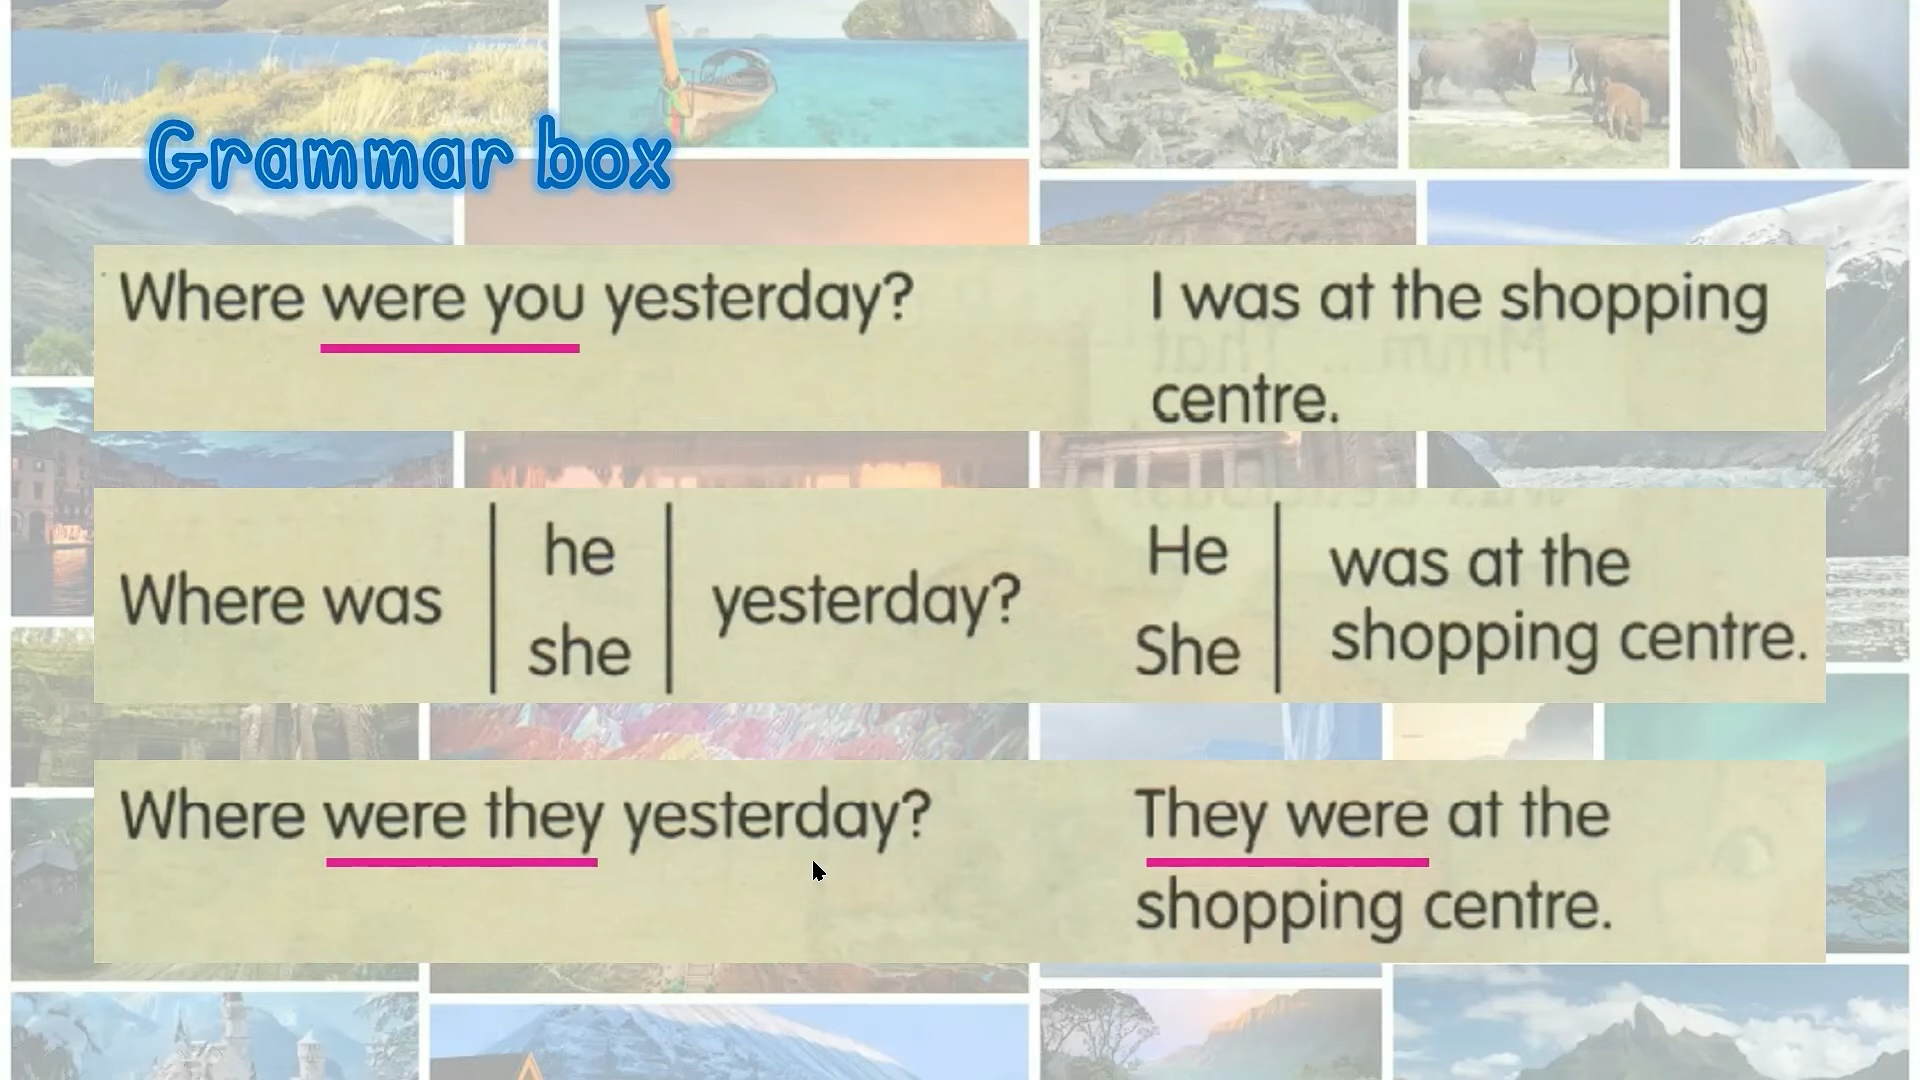 Grammar box
Where were you yesterday?
I was at the shopping
centre.
Where was
he
she
yesterday?
He
She
was at the
shopping centre.
Where were they yesterday?
They were at the
shopping centre.